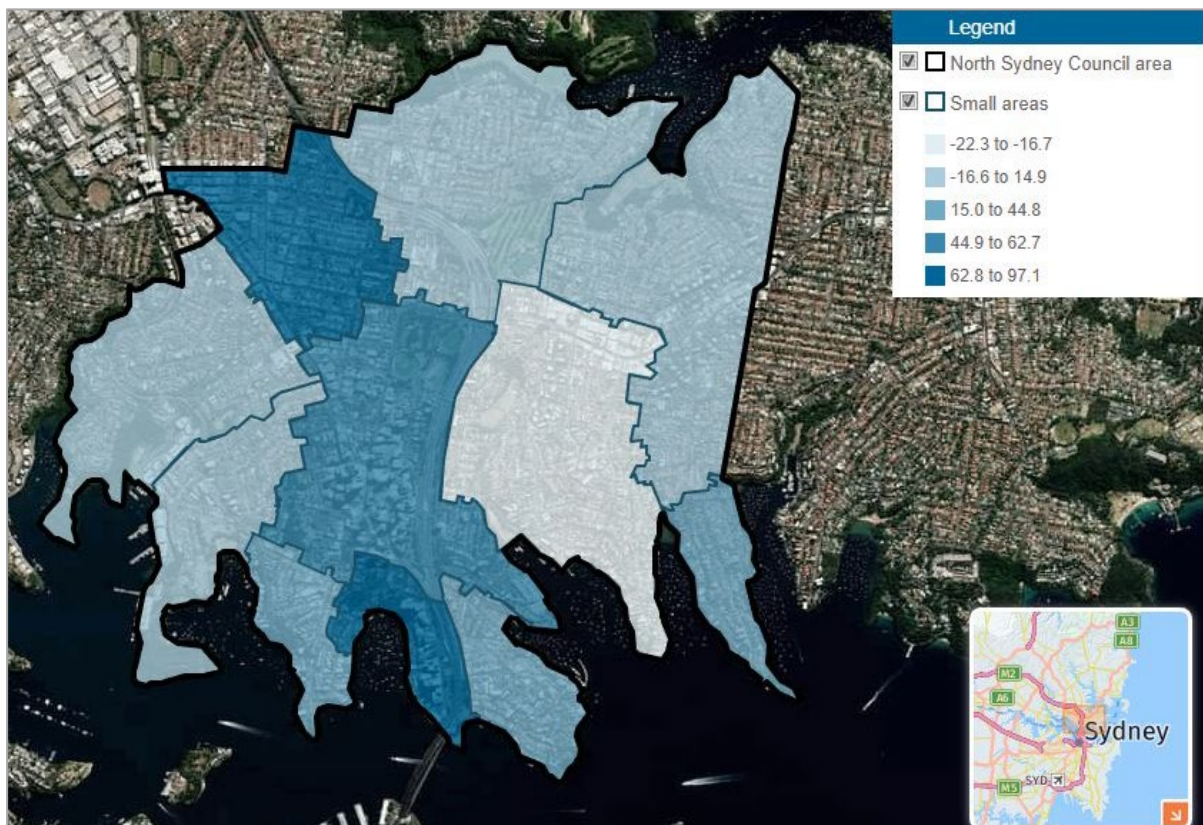 Legend
North Sydney Council area
Small areas
-22.3 to -16.7
-16.6 to 14.9
15.0 to 44.8
44.9 to 62.7
62.8 to 97.1
A3
A8
M2
A6
Sydney
SYD
M5